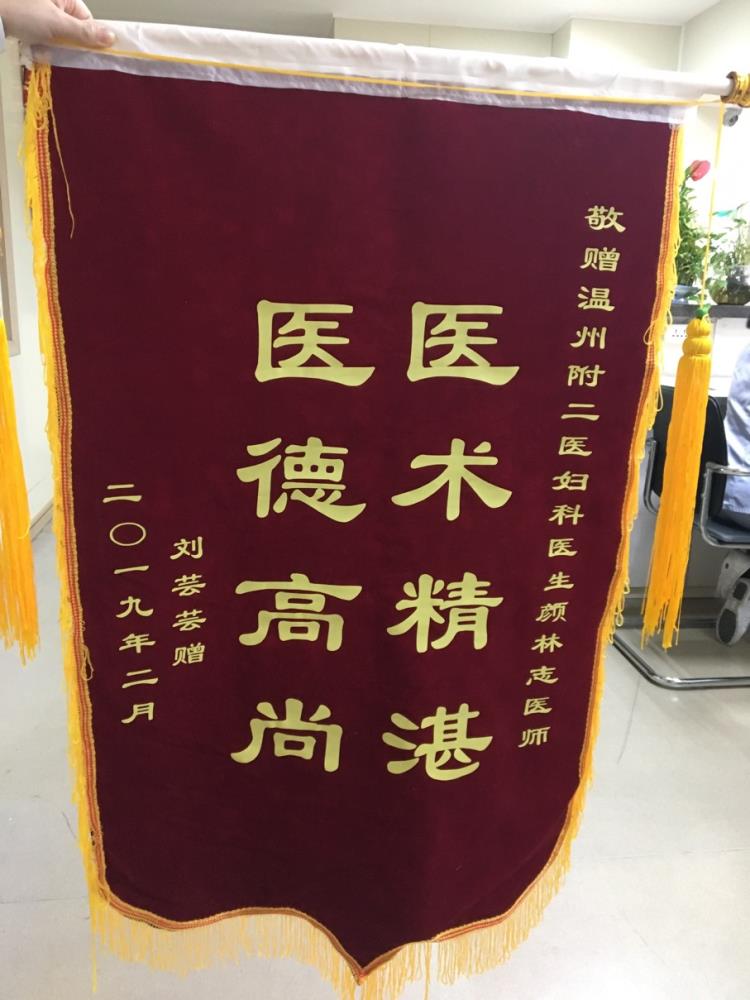 敬赠温州附二医妇科医生颜林志医师
医术精湛
医德高尚
刘芸芸赠
二〇一九年二月